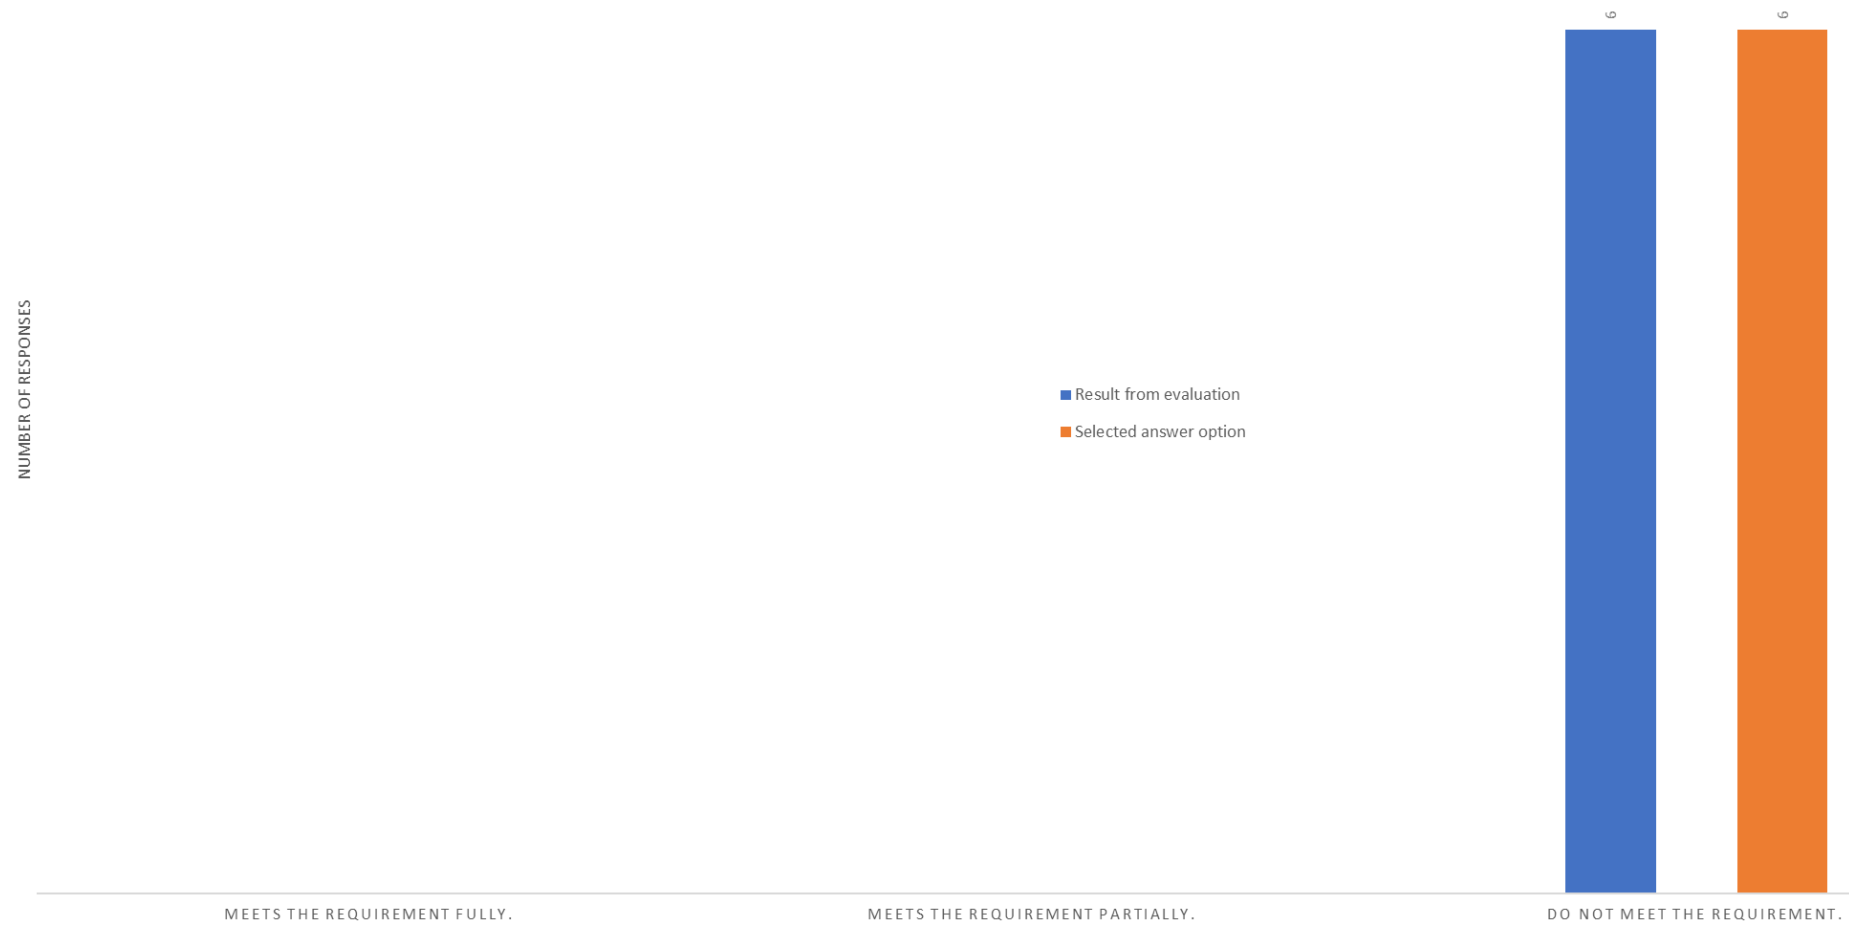 6
6
NUMBER OF RESPONSES
Result from evaluation
Selected answer option
MEETS THE REQUIREMENT FULLY.
MEETS THE REQUIREMENT PARTIALLY.
DO NOT MEET THE REQUIREMENT.